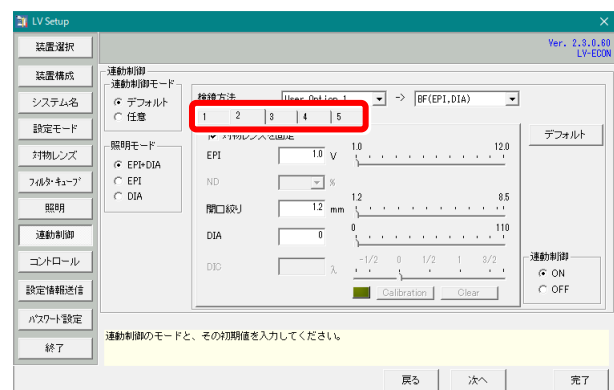 LV Setup
Ver. 2.3.0.60
LV-ECON
装置選択
装置構成
システム名
設定モード
対物レンズ
フィルタ・キューブ
照明
連動制御
コントロール
設定情報送信
パスワード設定
終了
連動制御
連動制御モード
デフォルト
任意
照明モード
EPI+DIA
EPI
DIA
検鏡方法 User Option 1 -> BF(EPI,DIA)
1 2 3 4 5
対物レンズを固定
EPI 1.0 V 1.0 12.0
ND %
開口絞り 1.2 mm 1.2 8.5
DIA 0 0 110
DIC λ -1/2 0 1/2 1 3/2
Calibration Clear
デフォルト
連動制御
ON
OFF
連動制御のモードと、その初期値を入力してください。
戻る 次へ 完了